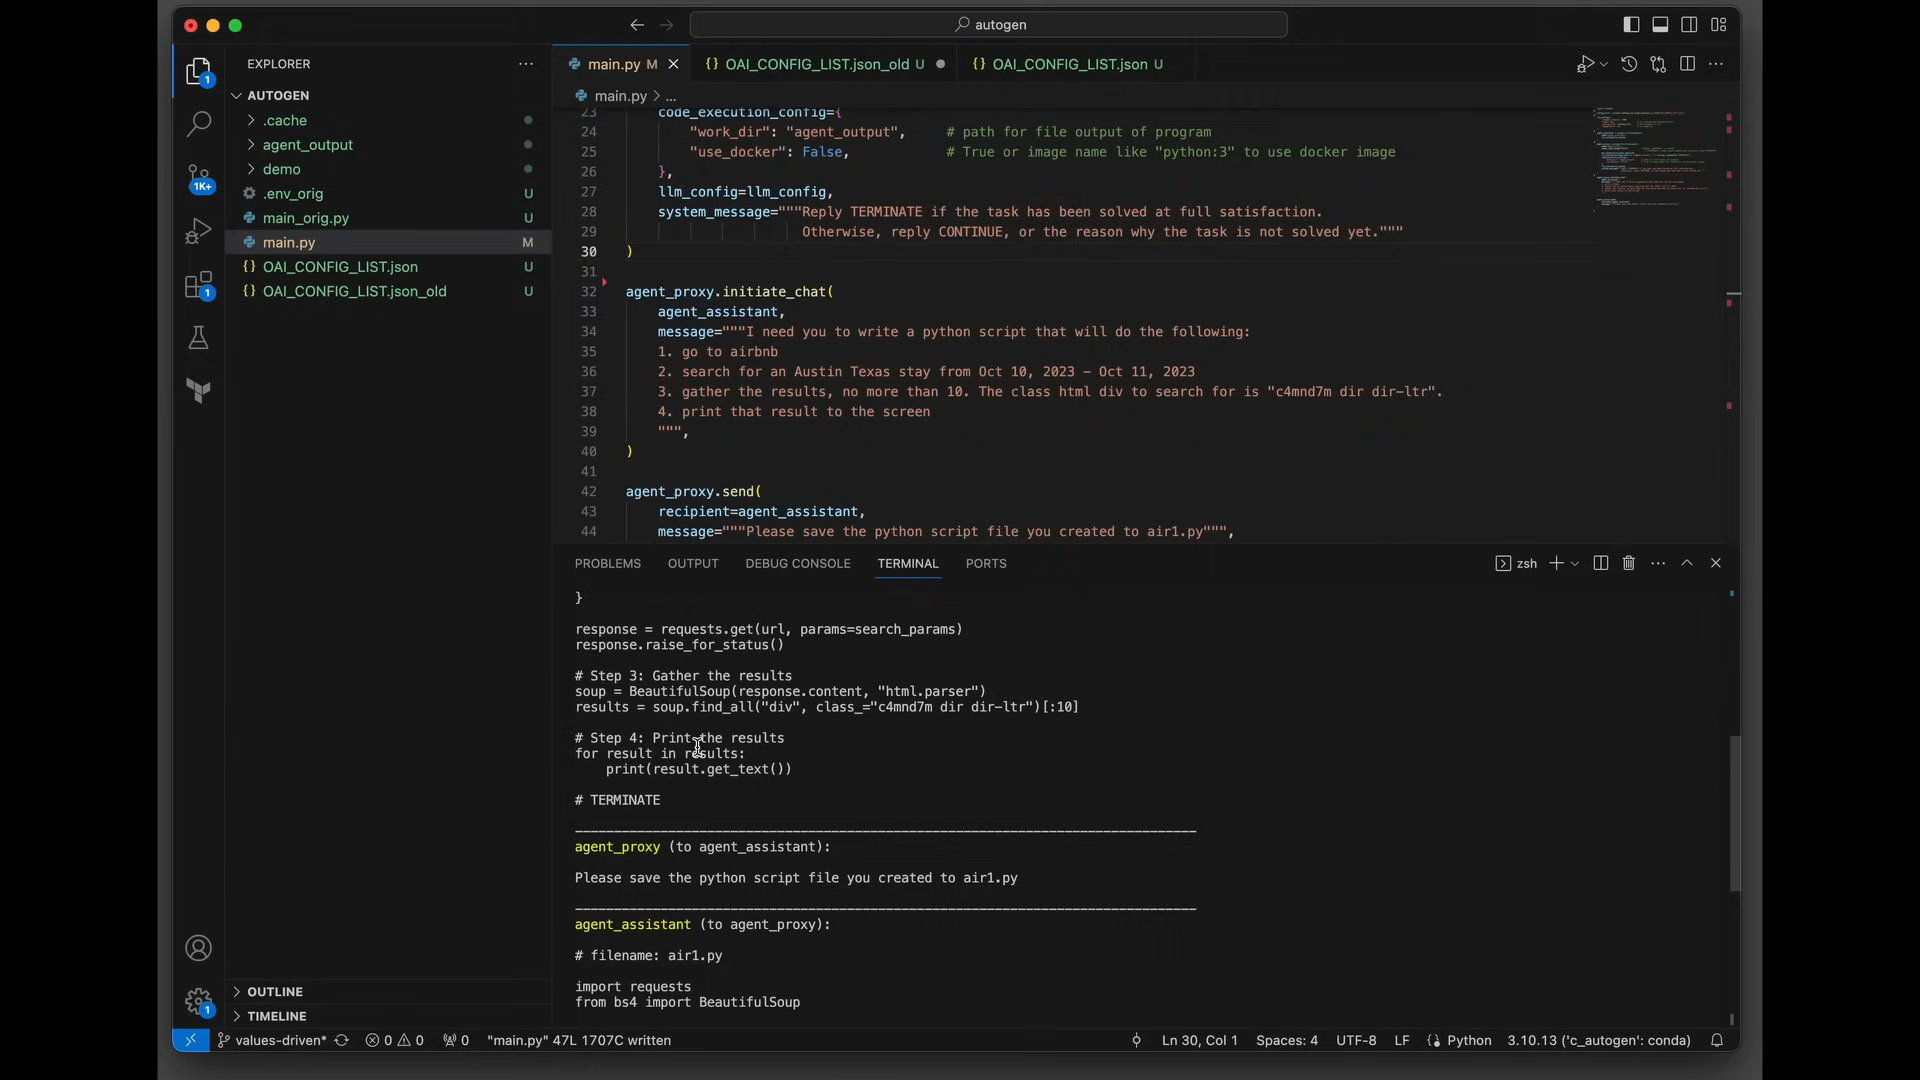 autogen
EXPLORER
main.py M
OAI_CONFIG_LIST.json_old U
OAI_CONFIG_LIST.json U
AUTOGEN
main.py > ...
.cache
agent_output
demo
.env_orig U
main_orig.py U
main.py M
OAI_CONFIG_LIST.json U
OAI_CONFIG_LIST.json_old U
1
1K+
1
23 code_execution_config={
24 "work_dir": "agent_output", # path for file output of program
25 "use_docker": False, # True or image name like "python:3" to use docker image
26 },
27 llm_config=llm_config,
28 system_message="""Reply TERMINATE if the task has been solved at full satisfaction.
29 Otherwise, reply CONTINUE, or the reason why the task is not solved yet."""
30 )
31
32 agent_proxy.initiate_chat(
33 agent_assistant,
34 message="""I need you to write a python script that will do the following:
35 1. go to airbnb
36 2. search for an Austin Texas stay from Oct 10, 2023 – Oct 11, 2023
37 3. gather the results, no more than 10. The class html div to search for is "c4mnd7m dir dir-ltr".
38 4. print that result to the screen
39 """,
40 )
41
42 agent_proxy.send(
43 recipient=agent_assistant,
44 message="""Please save the python script file you created to air1.py""",
PROBLEMS OUTPUT DEBUG CONSOLE TERMINAL PORTS
zsh
}
response = requests.get(url, params=search_params)
response.raise_for_status()
# Step 3: Gather the results
soup = BeautifulSoup(response.content, "html.parser")
results = soup.find_all("div", class_="c4mnd7m dir dir-ltr")[:10]
# Step 4: Print the results
for result in results:
print(result.get_text())
# TERMINATE
agent_proxy (to agent_assistant):
Please save the python script file you created to air1.py
agent_assistant (to agent_proxy):
# filename: air1.py
import requests
from bs4 import BeautifulSoup
OUTLINE
TIMELINE
1
values-driven* 0 0 0 "main.py" 47L 1707C written
Ln 30, Col 1 Spaces: 4 UTF-8 LF Python 3.10.13 ('c_autogen': conda)